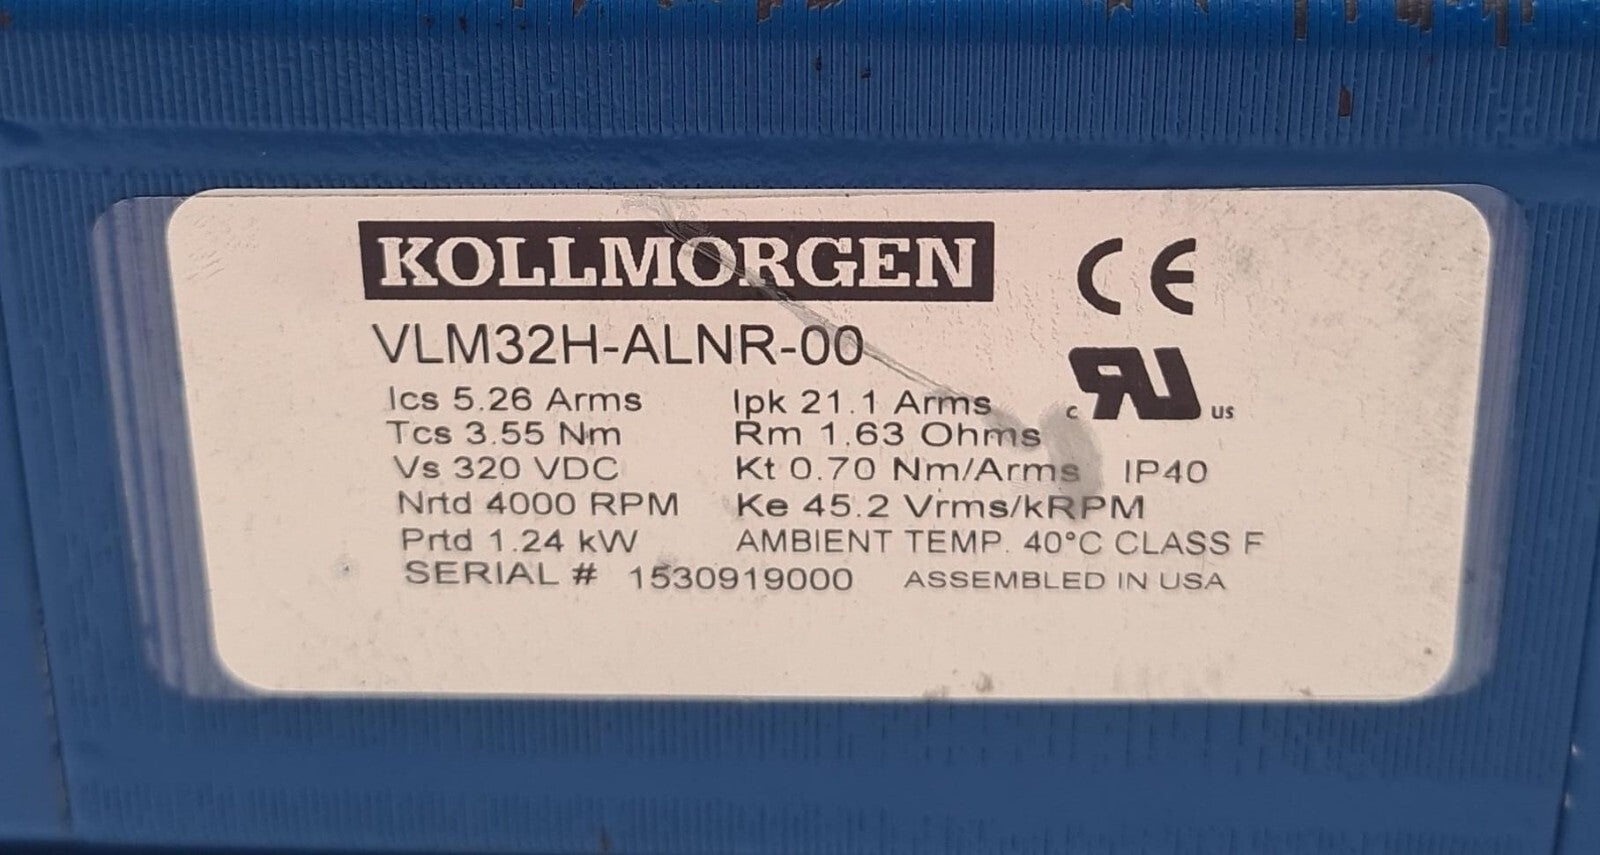 KOLLMORGEN CE
VLM32H-ALNR-00
c RU us
Ics 5.26 Arms Ipk 21.1 Arms
Tcs 3.55 Nm Rm 1.63 Ohms
Vs 320 VDC Kt 0.70 Nm/Arms IP40
Nrtd 4000 RPM Ke 45.2 Vrms/kRPM
Prtd 1.24 kW AMBIENT TEMP. 40°C CLASS F
SERIAL # 1530919000 ASSEMBLED IN USA